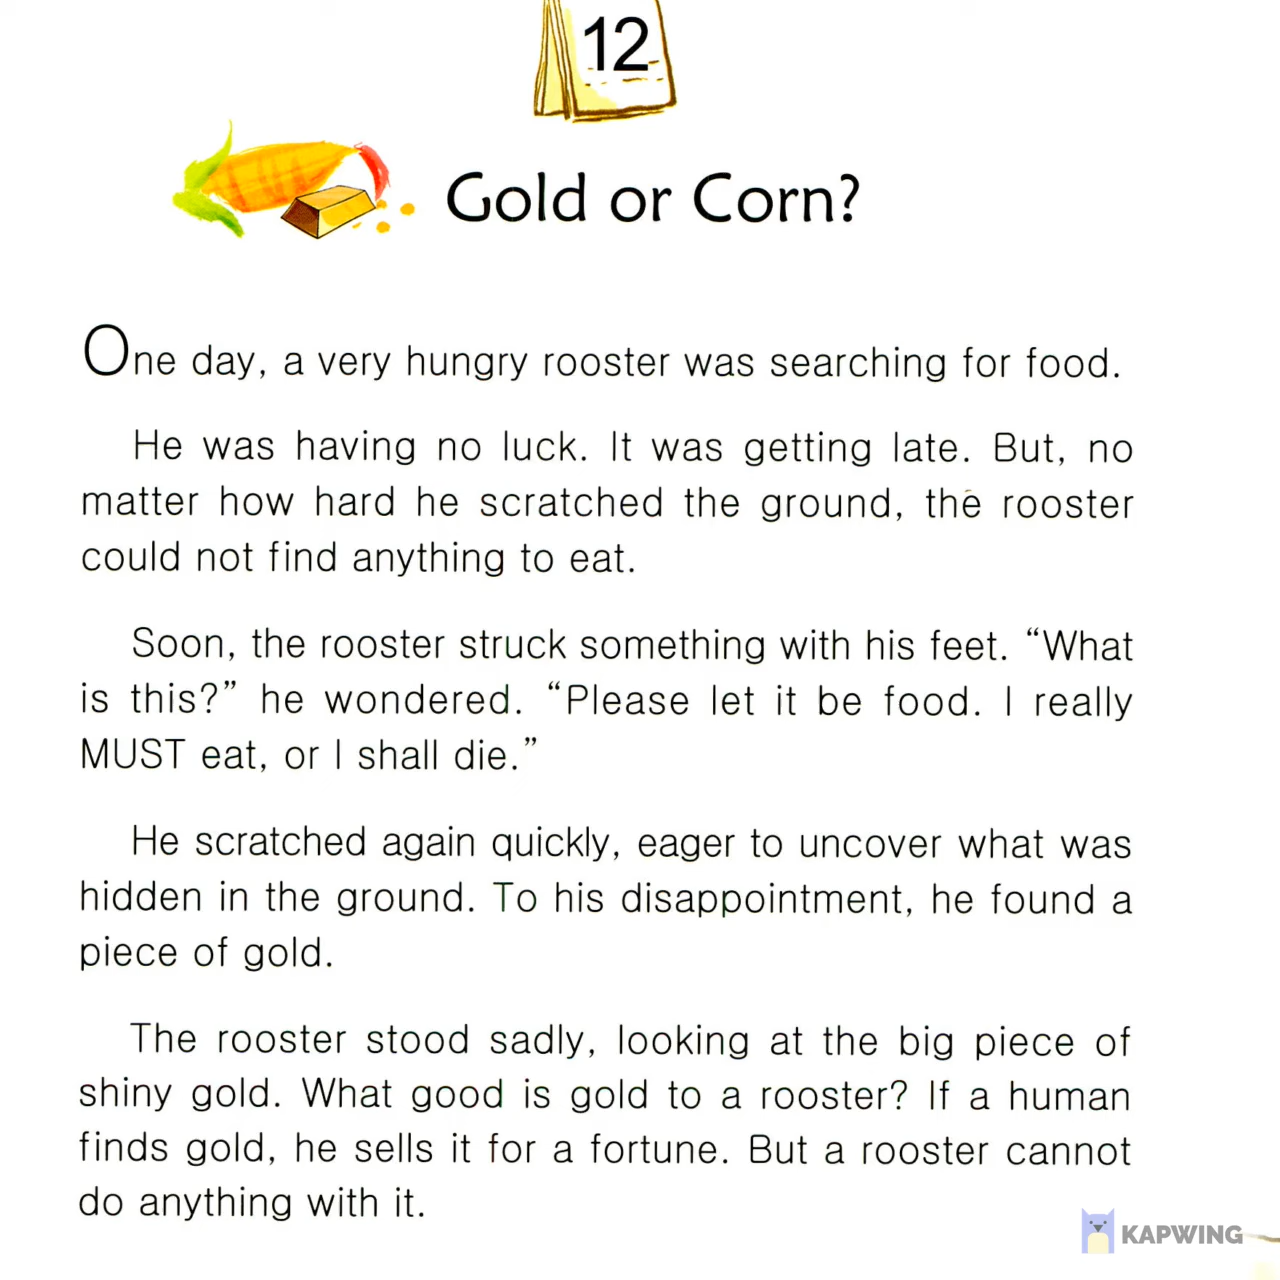 12
Gold or Corn?
One day, a very hungry rooster was searching for food.
He was having no luck. It was getting late. But, no
matter how hard he scratched the ground, the rooster
could not find anything to eat.
Soon, the rooster struck something with his feet. “What
is this?” he wondered. “Please let it be food. I really
MUST eat, or I shall die.”
He scratched again quickly, eager to uncover what was
hidden in the ground. To his disappointment, he found a
piece of gold.
The rooster stood sadly, looking at the big piece of
shiny gold. What good is gold to a rooster? If a human
finds gold, he sells it for a fortune. But a rooster cannot
do anything with it.
KAPWING